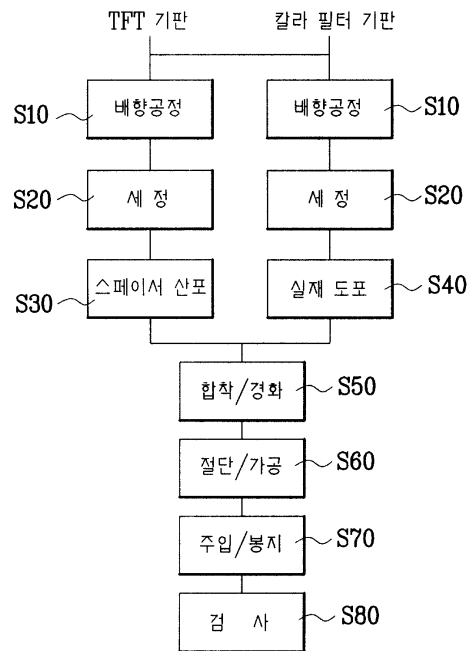 TFT 기판
칼라 필터 기판
S10
배향공정
배향공정
S10
S20
세 정
세 정
S20
S30
스페이서 산포
실재 도포
S40
합착/경화
S50
절단/가공
S60
주입/봉지
S70
검 사
S80